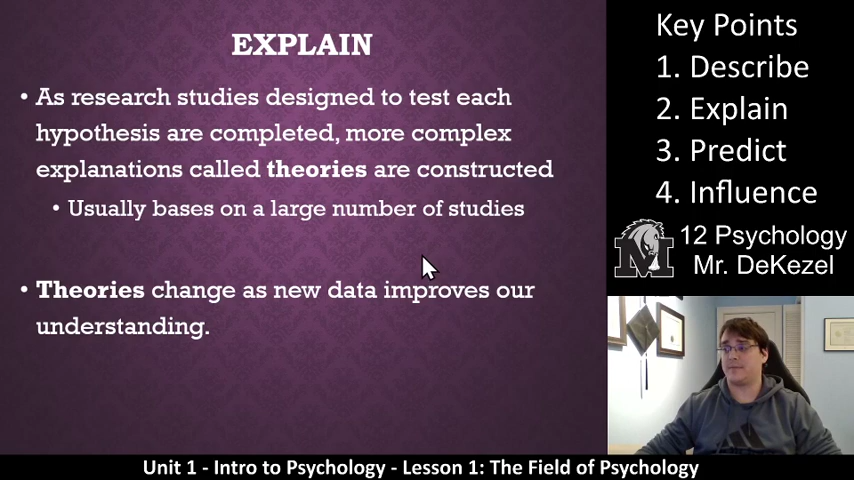 EXPLAIN
• As research studies designed to test each
hypothesis are completed, more complex
explanations called theories are constructed
• Usually bases on a large number of studies
• Theories change as new data improves our
understanding.
Key Points
1. Describe
2. Explain
3. Predict
4. Influence
M
12 Psychology
Mr. DeKezel
Unit 1 - Intro to Psychology - Lesson 1: The Field of Psychology